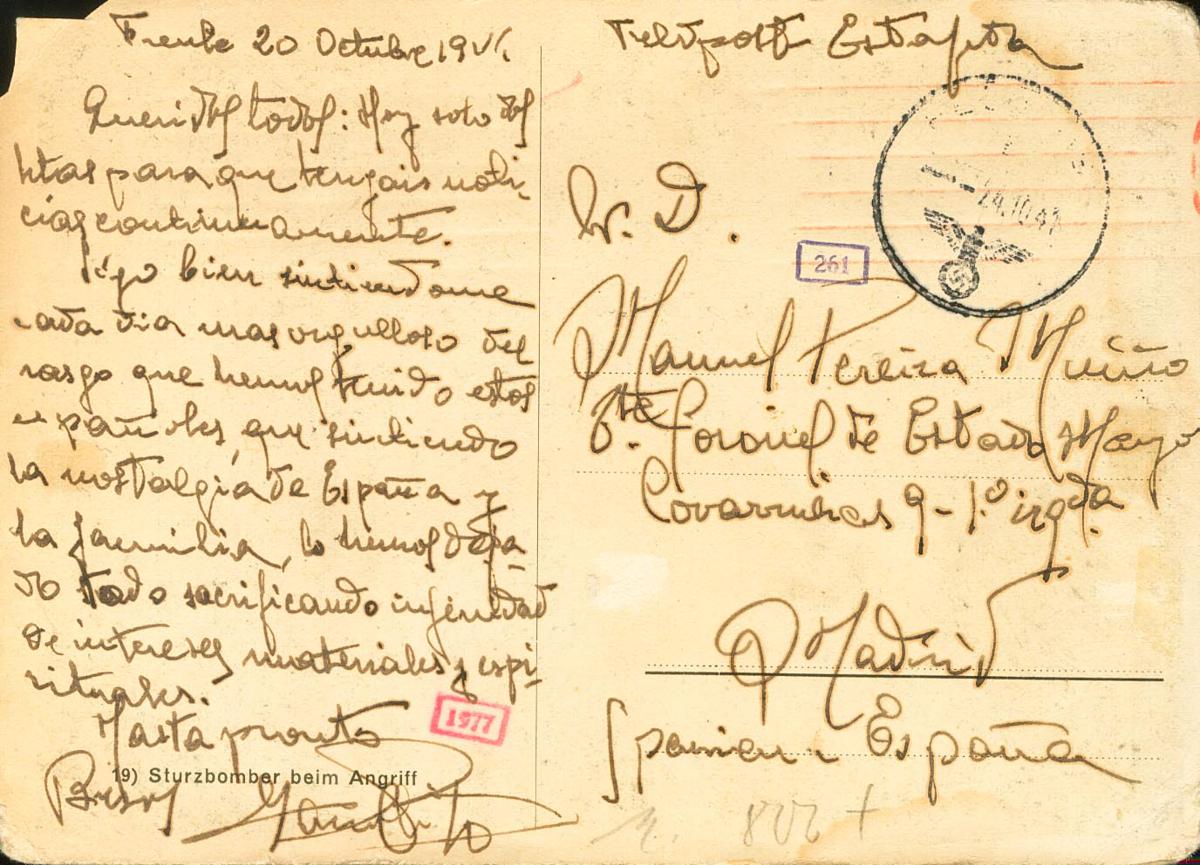 Frente 20 Octubre 1941.
Queridos todos: Hoy solo dos
letras para que tengais noti-
cias continuamente.
Sigo bien sintiendome
cada dia mas orgulloso del
rasgo que hemos tenido estos
españoles, que sintiendo
la nostalgia de España y
la familia, lo hemos deja-
do todo sacrificando infinidad
de intereses materiales y espi-
rituales.
Hasta pronto
19) Sturzbomber beim Angriff
Besos
1977
Feldpost Estafeta
24.10.41
261
Sr. D.
Manuel Pereira Muiño
Tte. Coronel de Estado Mayor
Covarrubias 9 - 1º izqda.
Madrid
Spanien. España